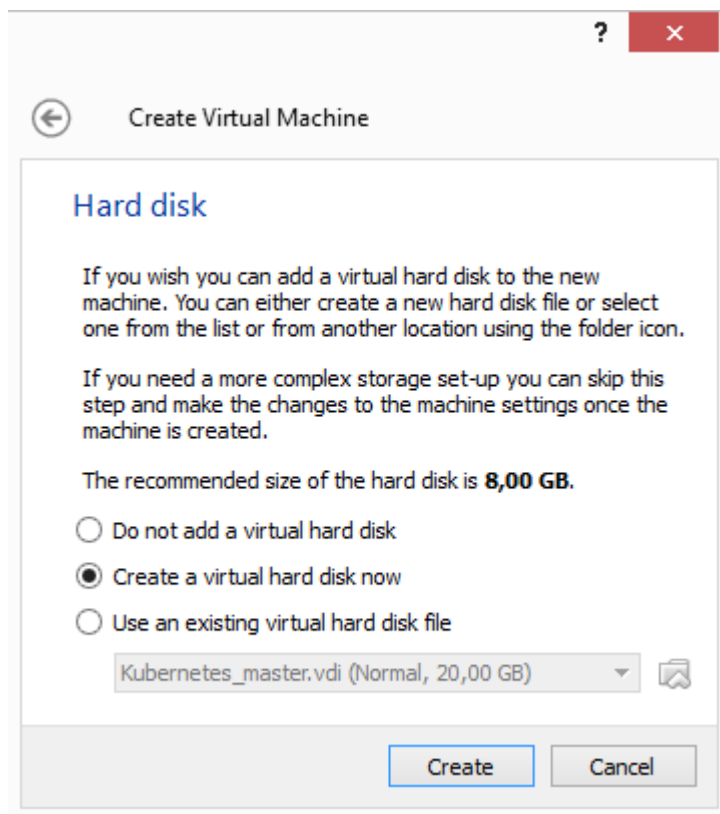 ?
Create Virtual Machine
Hard disk
If you wish you can add a virtual hard disk to the new
machine. You can either create a new hard disk file or select
one from the list or from another location using the folder icon.
If you need a more complex storage set-up you can skip this
step and make the changes to the machine settings once the
machine is created.
The recommended size of the hard disk is 8,00 GB.
Do not add a virtual hard disk
Create a virtual hard disk now
Use an existing virtual hard disk file
Kubernetes_master.vdi (Normal, 20,00 GB)
Create Cancel